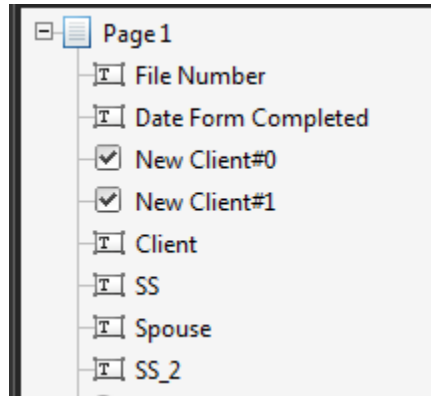 Page 1
File Number
Date Form Completed
New Client#0
New Client#1
Client
SS
Spouse
SS_2